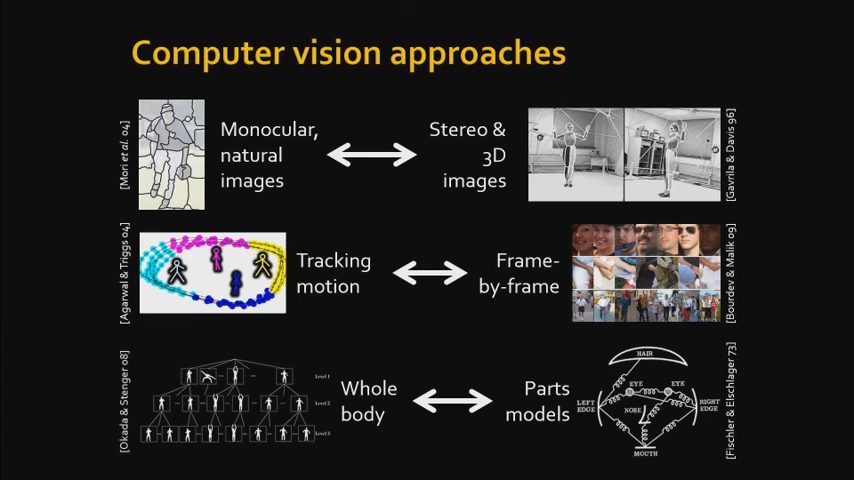 Computer vision approaches
[Mori et al. 04]
Monocular,
natural
images
Stereo &
3D
images
[Gavrila & Davis 96]
[Agarwal & Triggs 04]
Tracking
motion
Frame-
by-frame
[Bourdev & Malik 09]
[Okada & Stenger 08]
Level 1
Level 2
Level 3
Whole
body
Parts
models
HAIR
EYE
EYE
LEFT
EDGE
NOSE
RIGHT
EDGE
MOUTH
[Fischler & Elschlager 73]